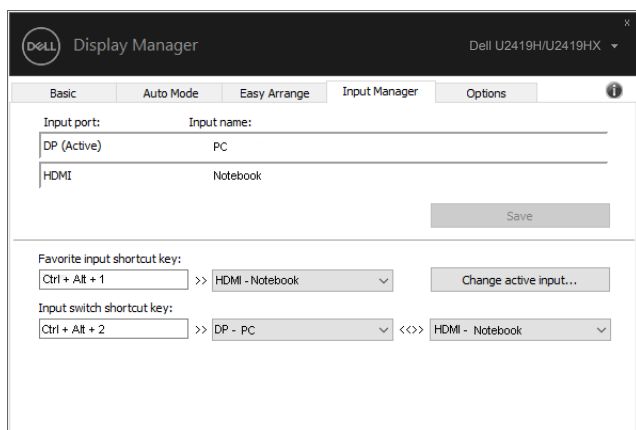 x
DELL Display Manager Dell U2419H/U2419HX
Basic Auto Mode Easy Arrange Input Manager Options i
Input port: Input name:
DP (Active) PC
HDMI Notebook
Save
Favorite input shortcut key:
Ctrl + Alt + 1 >> HDMI - Notebook Change active input...
Input switch shortcut key:
Ctrl + Alt + 2 >> DP - PC <<>> HDMI - Notebook